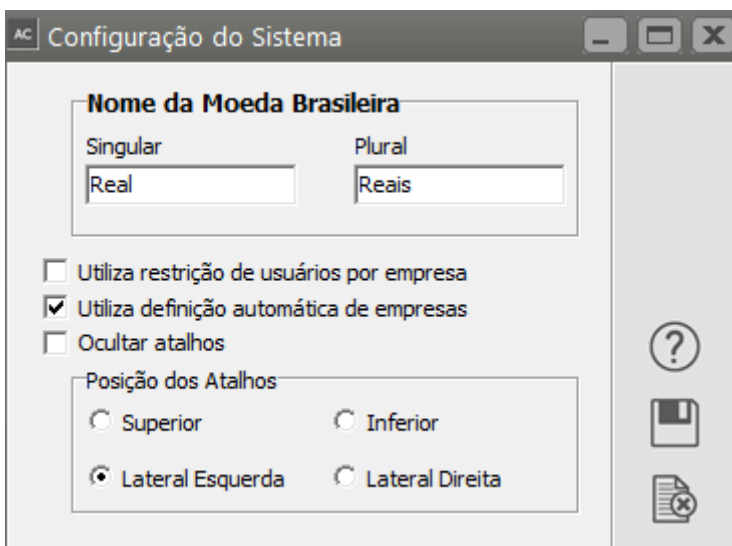 AC Configuração do Sistema
Nome da Moeda Brasileira
Singular Plural
Real Reais
Utiliza restrição de usuários por empresa
Utiliza definição automática de empresas
Ocultar atalhos
Posição dos Atalhos
Superior Inferior
Lateral Esquerda Lateral Direita